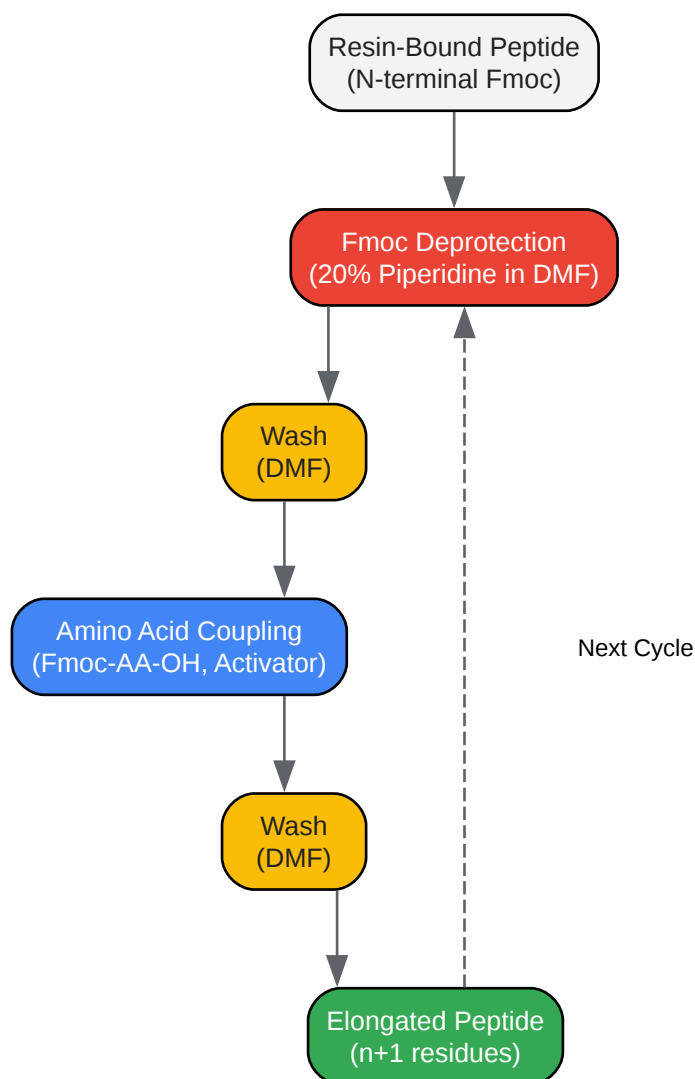 Resin-Bound Peptide
(N-terminal Fmoc)
Fmoc Deprotection
(20% Piperidine in DMF)
Wash
(DMF)
Amino Acid Coupling
(Fmoc-AA-OH, Activator)
Next Cycle
Wash
(DMF)
Elongated Peptide
(n+1 residues)